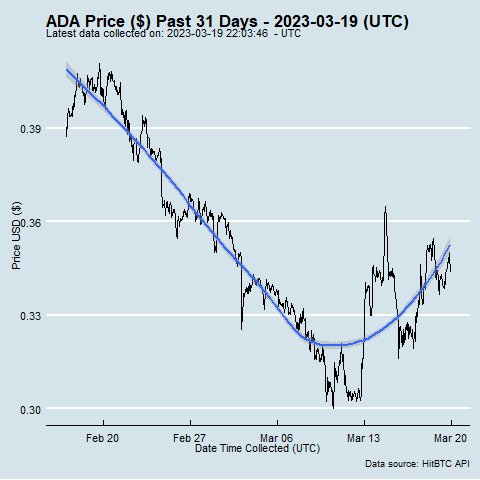 ADA Price ($) Past 31 Days - 2023-03-19 (UTC)
Latest data collected on: 2023-03-19 22:03:46 - UTC
0.39
0.36
0.33
0.30
Price USD ($)
Feb 20 Feb 27 Mar 06 Mar 13 Mar 20
Date Time Collected (UTC)
Data source: HitBTC API